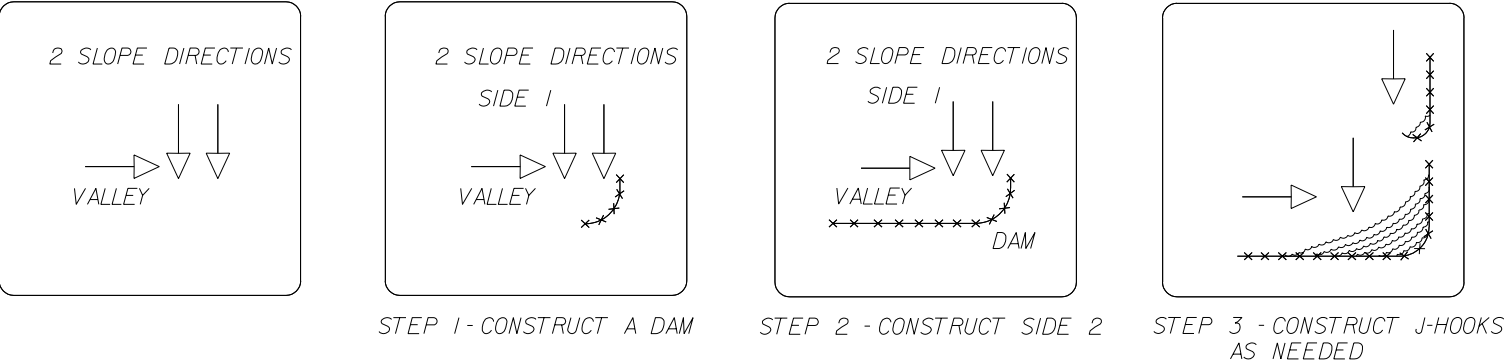 2 SLOPE DIRECTIONS
VALLEY
2 SLOPE DIRECTIONS
SIDE 1
VALLEY
STEP 1-CONSTRUCT A DAM
2 SLOPE DIRECTIONS
SIDE 1
VALLEY
DAM
STEP 2 -CONSTRUCT SIDE 2
STEP 3 -CONSTRUCT J-HOOKS
AS NEEDED